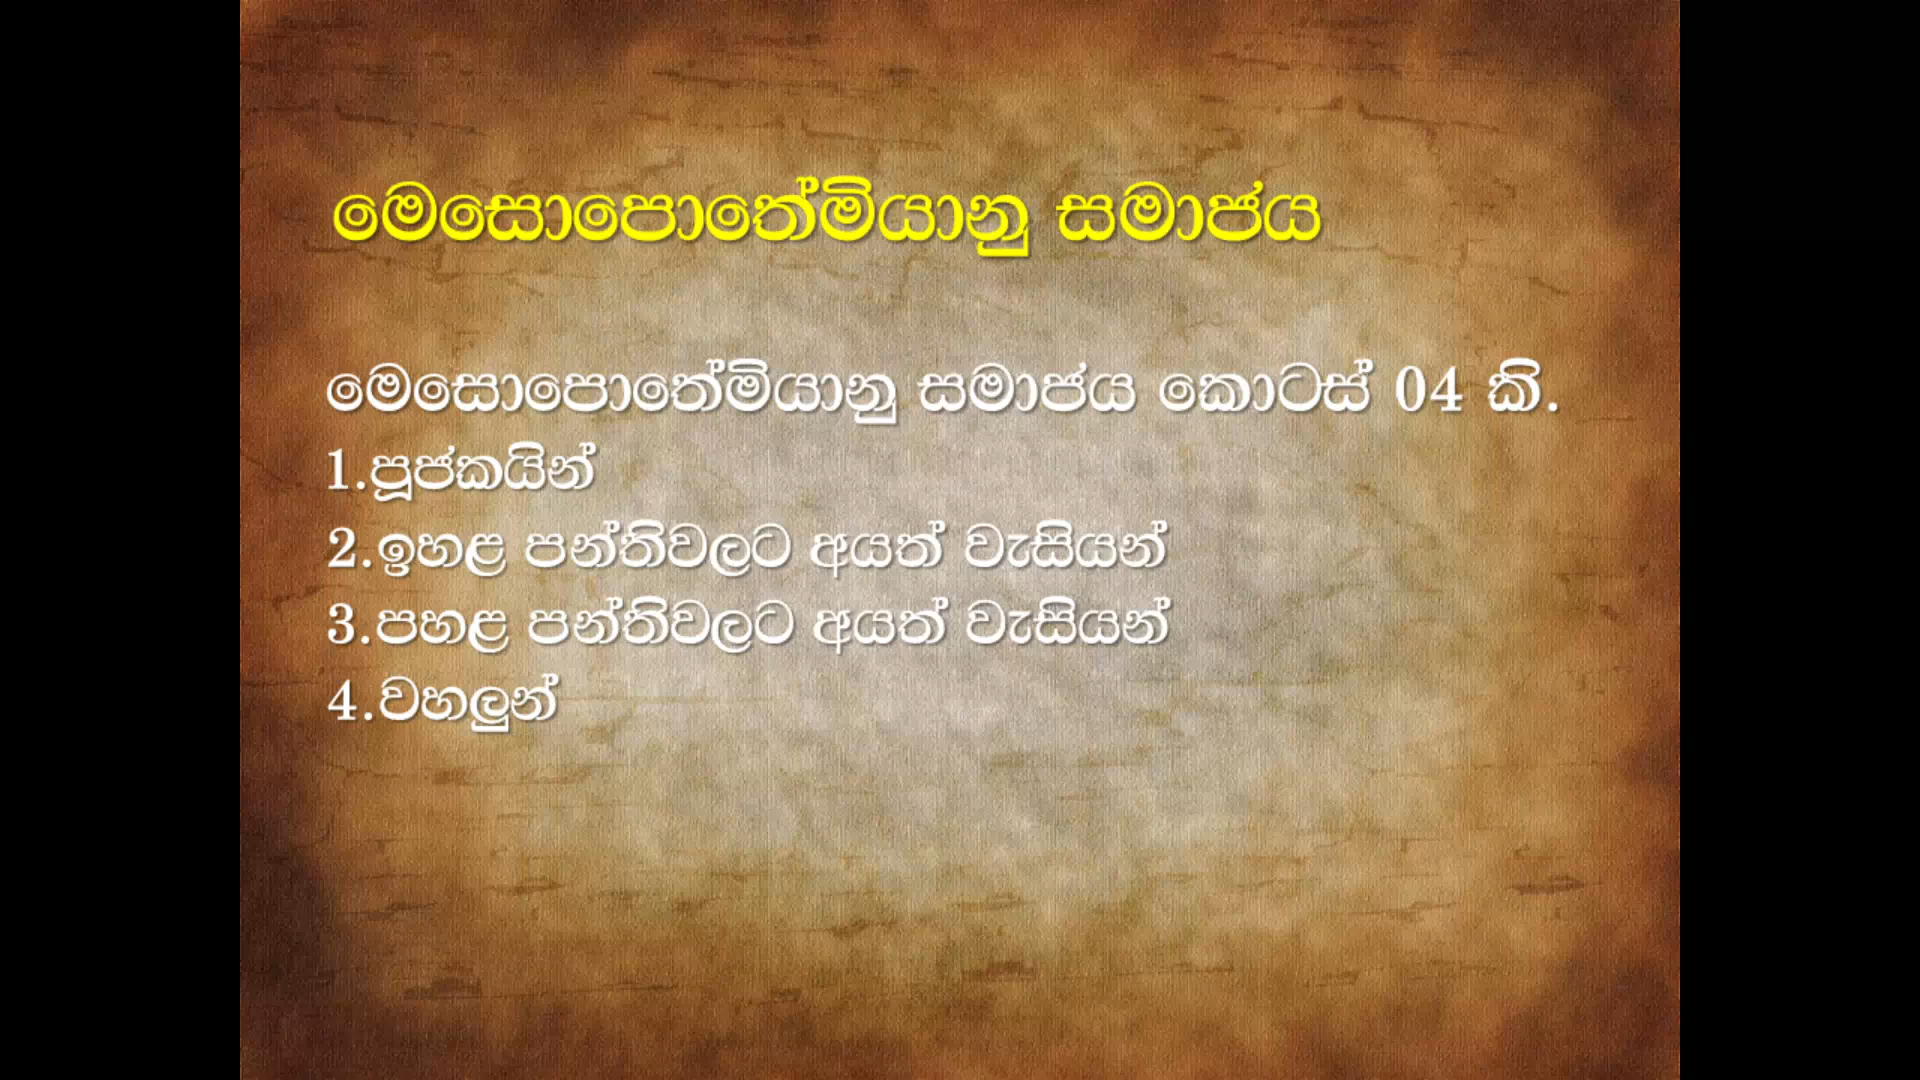 මෙසොපොතේමියානු සමාජය
මෙසොපොතේමියානු සමාජය කොටස් 04 කි.
1.පූජකයින්
2.ඉහළ පන්තිවලට අයත් වැසියන්
3.පහළ පන්තිවලට අයත් වැසියන්
4.වහලුන්